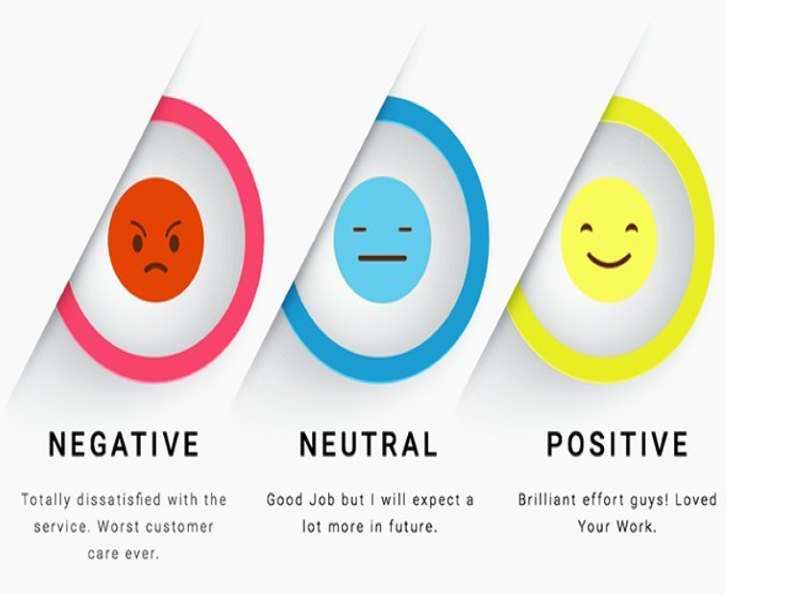 NEGATIVE
Totally dissatisfied with the
service. Worst customer
care ever.
NEUTRAL
Good Job but I will expect a
lot more in future.
POSITIVE
Brilliant effort guys! Loved
Your Work.